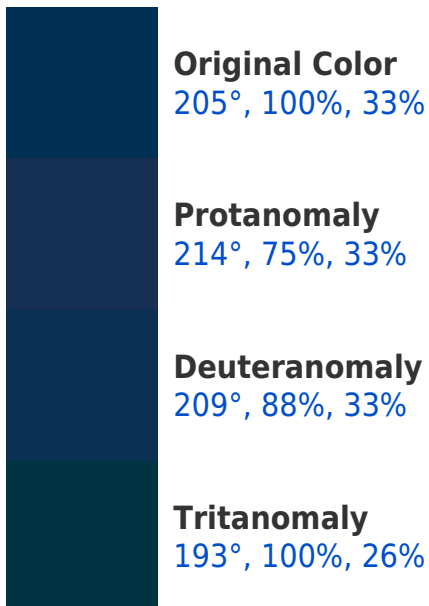 Original Color
205°, 100%, 33%
Protanomaly
214°, 75%, 33%
Deuteranomaly
209°, 88%, 33%
Tritanomaly
193°, 100%, 26%